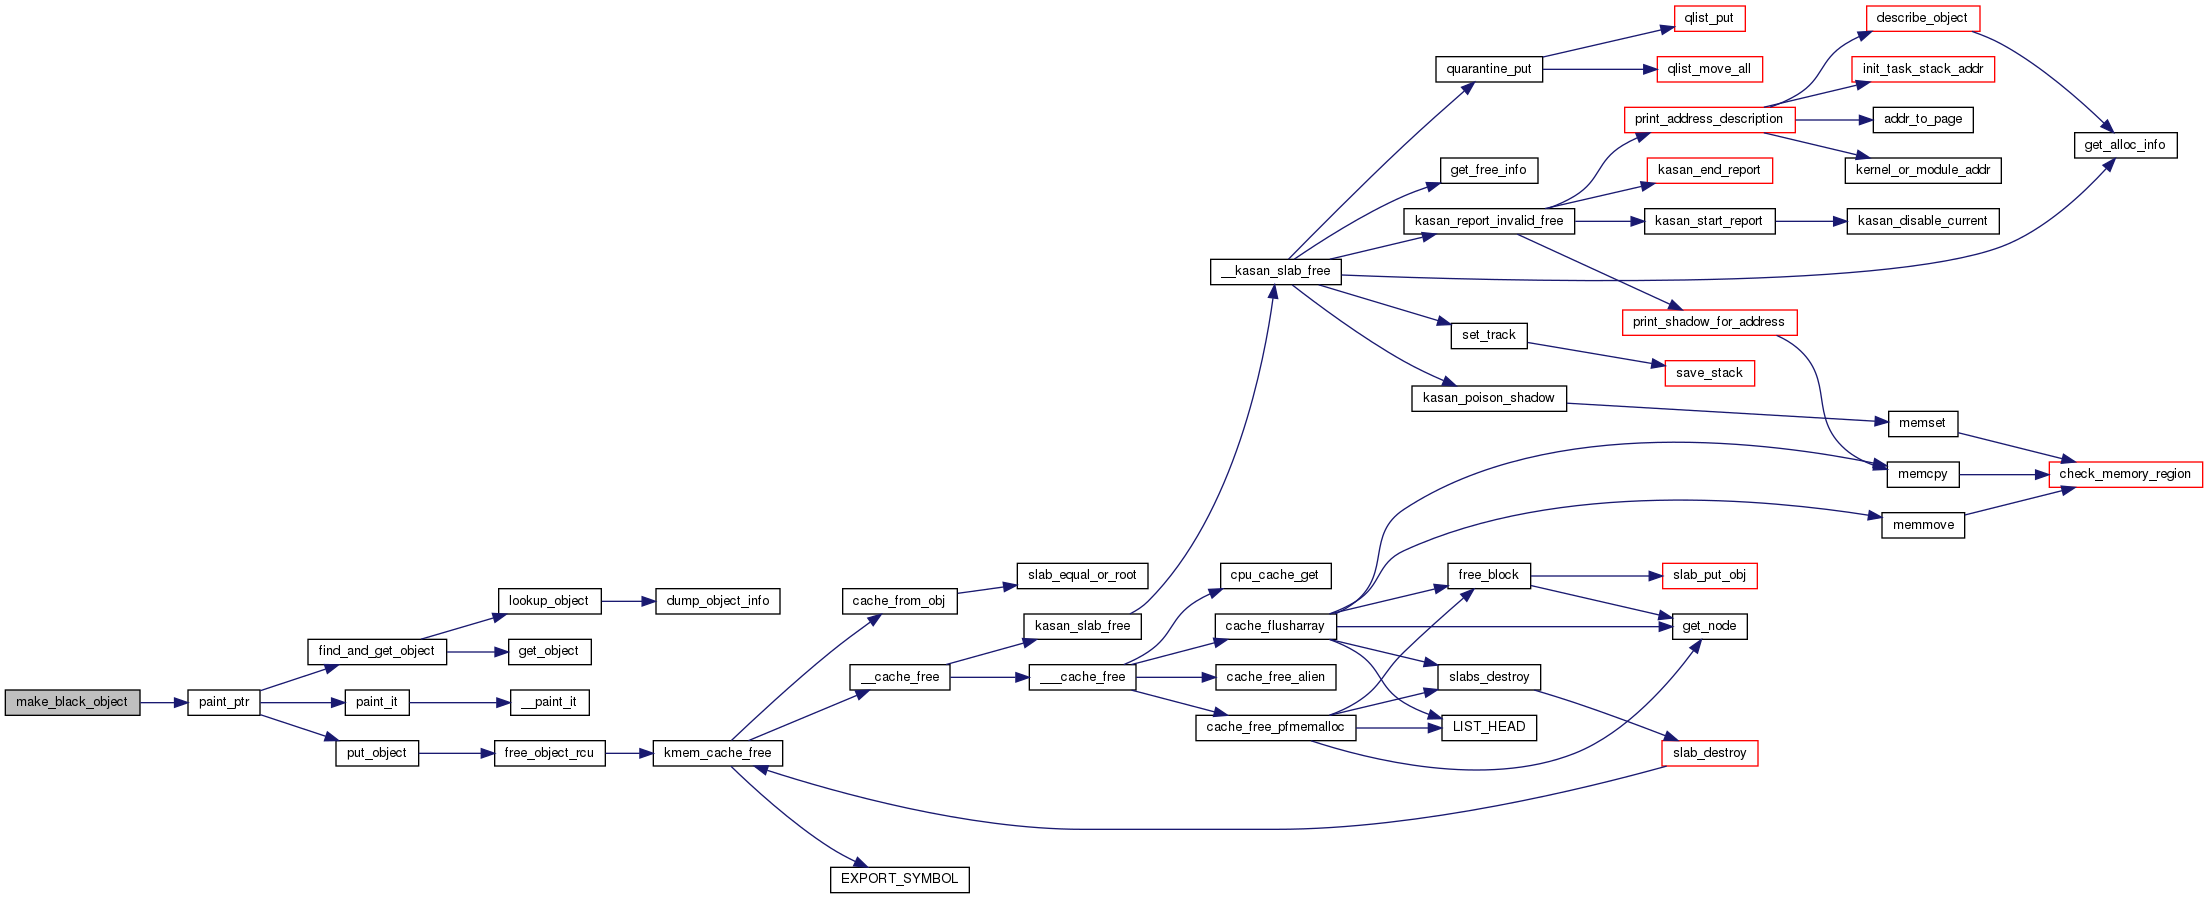 make_black_object
paint_ptr
find_and_get_object
paint_it
put_object
lookup_object
get_object
__paint_it
free_object_rcu
dump_object_info
kmem_cache_free
cache_from_obj
__cache_free
EXPORT_SYMBOL
slab_equal_or_root
kasan_slab_free
___cache_free
__kasan_slab_free
cpu_cache_get
cache_flusharray
cache_free_alien
cache_free_pfmemalloc
quarantine_put
get_free_info
kasan_report_invalid_free
set_track
kasan_poison_shadow
free_block
slabs_destroy
LIST_HEAD
qlist_put
qlist_move_all
print_address_description
kasan_end_report
kasan_start_report
print_shadow_for_address
save_stack
slab_put_obj
get_node
slab_destroy
describe_object
init_task_stack_addr
addr_to_page
kernel_or_module_addr
kasan_disable_current
memset
memcpy
memmove
get_alloc_info
check_memory_region